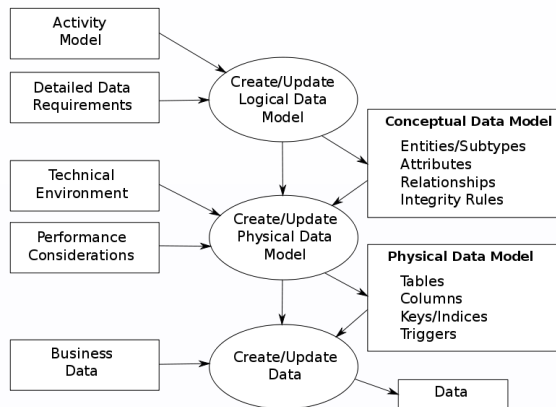 Activity
Model
Detailed Data
Requirements
Create/Update
Logical Data
Model
Conceptual Data Model
Entities/Subtypes
Attributes
Relationships
Integrity Rules
Technical
Environment
Performance
Considerations
Create/Update
Physical Data
Model
Physical Data Model
Tables
Columns
Keys/Indices
Triggers
Business
Data
Create/Update
Data
Data